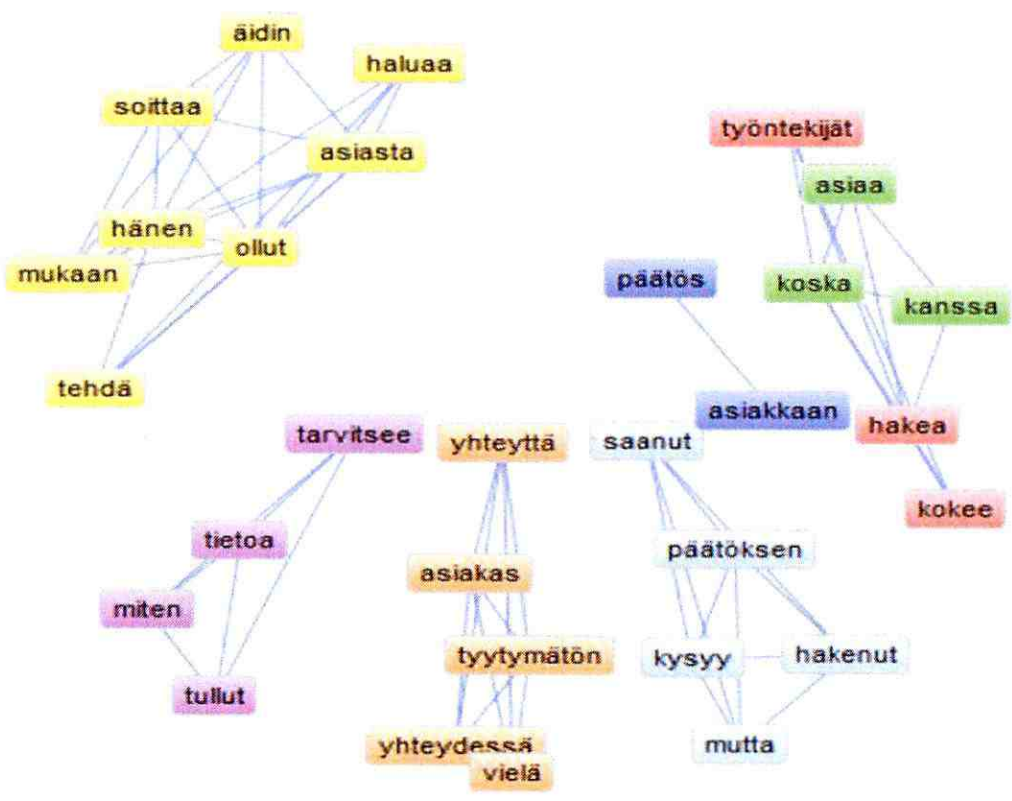 äidin
haluaa
soittaa
asiasta
hänen
ollut
mukaan
tehdä
työntekijät
asiaa
koska
kanssa
päätös
asiakkaan
hakea
kokee
tarvitsee
tietoa
miten
tullut
yhteyttä
asiakas
tyytymätön
yhteydessä
vielä
saanut
päätöksen
kysyy
hakenut
mutta